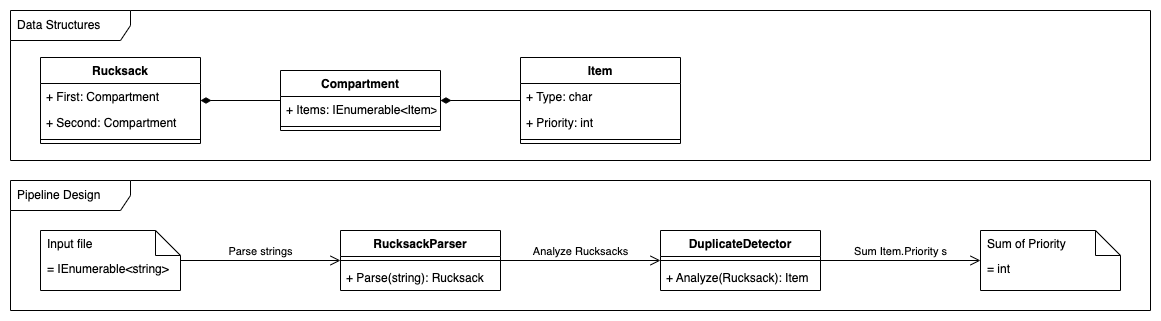 Data Structures
Rucksack
+ First: Compartment
+ Second: Compartment
Compartment
+ Items: IEnumerable<Item>
Item
+ Type: char
+ Priority: int
Pipeline Design
Input file
= IEnumerable<string>
Parse strings
RucksackParser
+ Parse(string): Rucksack
Analyze Rucksacks
DuplicateDetector
+ Analyze(Rucksack): Item
Sum Item.Priority s
Sum of Priority
= int